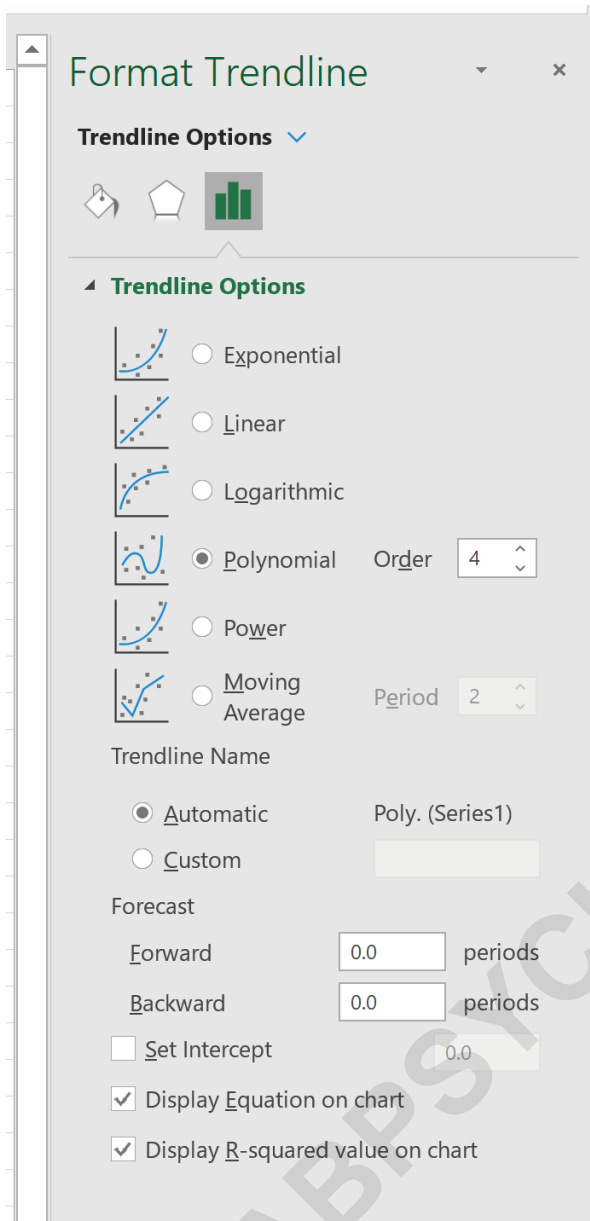 Format Trendline
Trendline Options
Trendline Options
Exponential
Linear
Logarithmic
Polynomial Order 4
Power
Moving
Average Period 2
Trendline Name
Automatic Poly. (Series1)
Custom
Forecast
Forward 0.0 periods
Backward 0.0 periods
Set Intercept 0.0
Display Equation on chart
Display R-squared value on chart